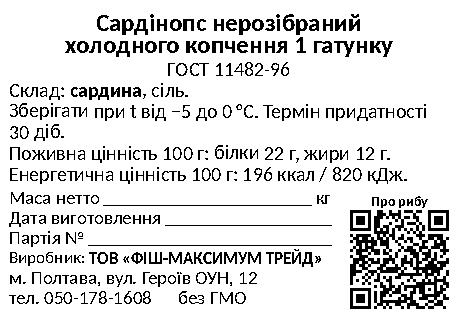 Сардінопс нерозібраний
холодного копчення 1 гатунку
ГОСТ 11482-96
Склад: сардина, сіль.
Зберігати при t від −5 до 0 °С. Термін придатності
30 діб.
Поживна цінність 100 г: білки 22 г, жири 12 г.
Енергетична цінність 100 г: 196 ккал / 820 кДж.
Маса нетто ______________________ кг
Про рибу
Дата виготовлення __________________
Партія № __________________________
Виробник: ТОВ «ФІШ-МАКСИМУМ ТРЕЙД»
м. Полтава, вул. Героїв ОУН, 12
тел. 050-178-1608 без ГМО